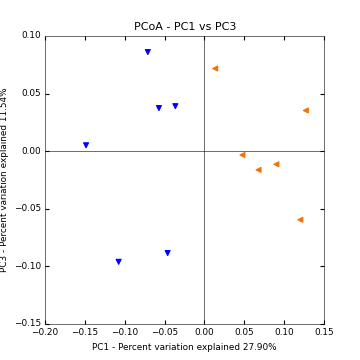 PCoA - PC1 vs PC3
0.10
0.05
0.00
−0.05
−0.10
−0.15
PC3 - Percent variation explained 11.54%
−0.20 −0.15 −0.10 −0.05 0.00 0.05 0.10 0.15
PC1 - Percent variation explained 27.90%